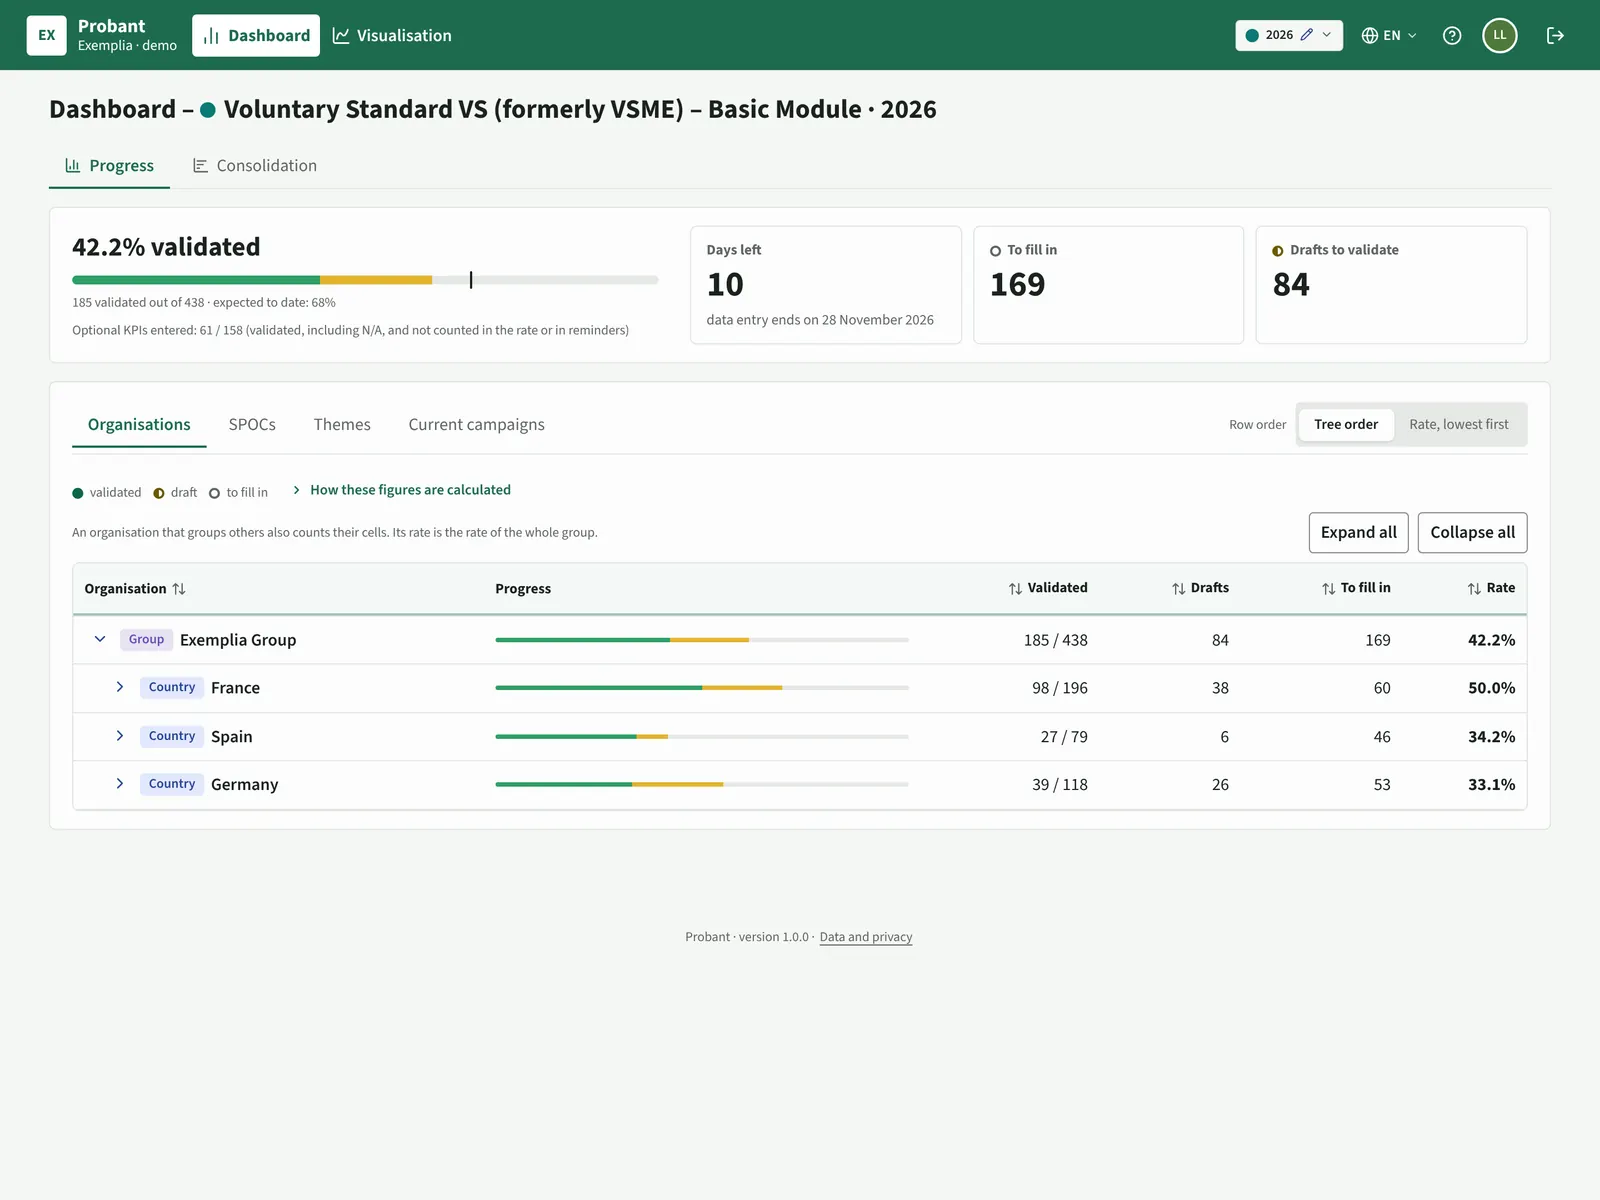 EX
Probant
Exemplia · demo
Dashboard
Visualisation
2026
EN
LL
Dashboard – Voluntary Standard VS (formerly VSME) – Basic Module · 2026
Progress
Consolidation
42.2% validated
185 validated out of 438 · expected to date: 68%
Optional KPIs entered: 61 / 158 (validated, including N/A, and not counted in the rate or in reminders)
Days left
10
data entry ends on 28 November 2026
To fill in
169
Drafts to validate
84
Organisations
SPOCs
Themes
Current campaigns
Row order
Tree order
Rate, lowest first
validated
draft
to fill in
How these figures are calculated
An organisation that groups others also counts their cells. Its rate is the rate of the whole group.
Expand all
Collapse all
Organisation Progress Validated Drafts To fill in Rate
Group Exemplia Group 185 / 438 84 169 42.2%
Country France 98 / 196 38 60 50.0%
Country Spain 27 / 79 6 46 34.2%
Country Germany 39 / 118 26 53 33.1%
Probant · version 1.0.0 · Data and privacy